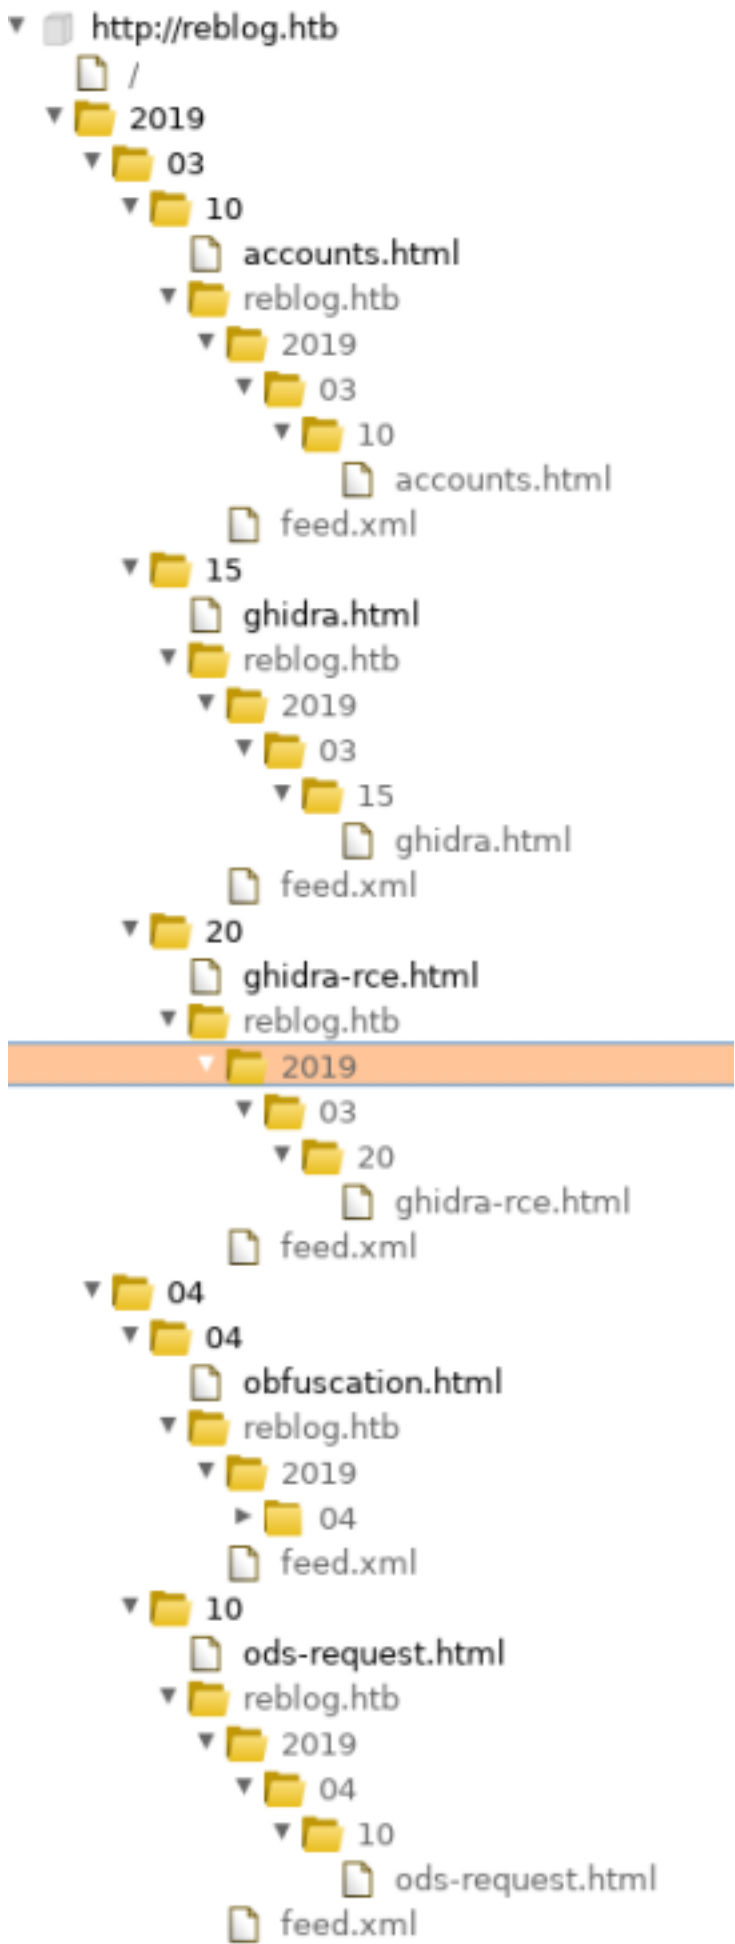 http://reblog.htb
/
2019
03
10
accounts.html
reblog.htb
2019
03
10
accounts.html
feed.xml
15
ghidra.html
reblog.htb
2019
03
15
ghidra.html
feed.xml
20
ghidra-rce.html
reblog.htb
2019
03
20
ghidra-rce.html
feed.xml
04
04
obfuscation.html
reblog.htb
2019
04
feed.xml
10
ods-request.html
reblog.htb
2019
04
10
ods-request.html
feed.xml